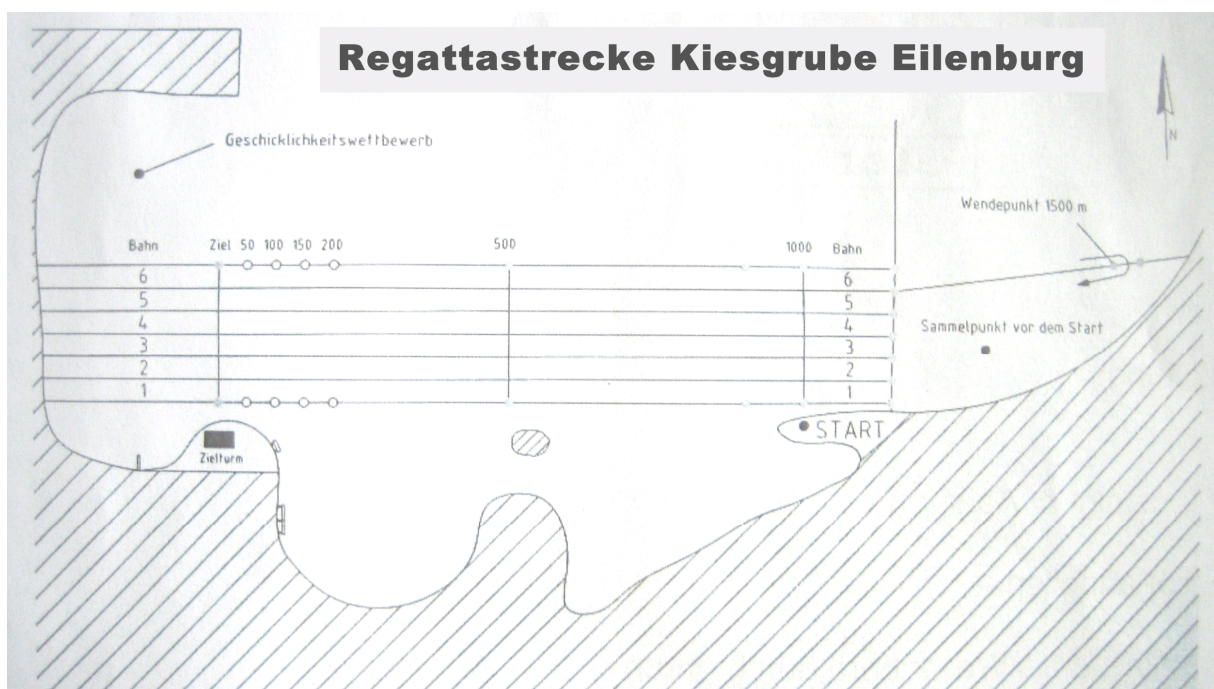 Regattastrecke Kiesgrube Eilenburg
Geschicklichkeitswettbewerb
N
Wendepunkt 1500 m
Bahn Ziel 50 100 150 200 500 1000 Bahn
6 6
5 5
4 4
Sammelpunkt vor dem Start
3 3
2 2
1 1
START
Zielturm